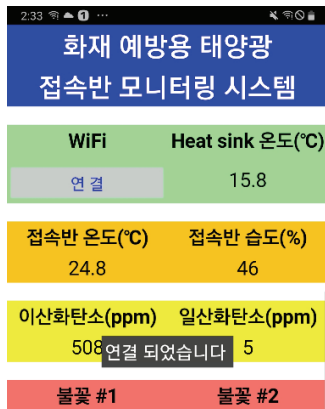 2:33
화재 예방용 태양광
접속반 모니터링 시스템
WiFi Heat sink 온도(℃)
연결 15.8
접속반 온도(℃) 접속반 습도(%)
24.8 46
이산화탄소(ppm) 일산화탄소(ppm)
508 5
연결 되었습니다
불꽃 #1 불꽃 #2